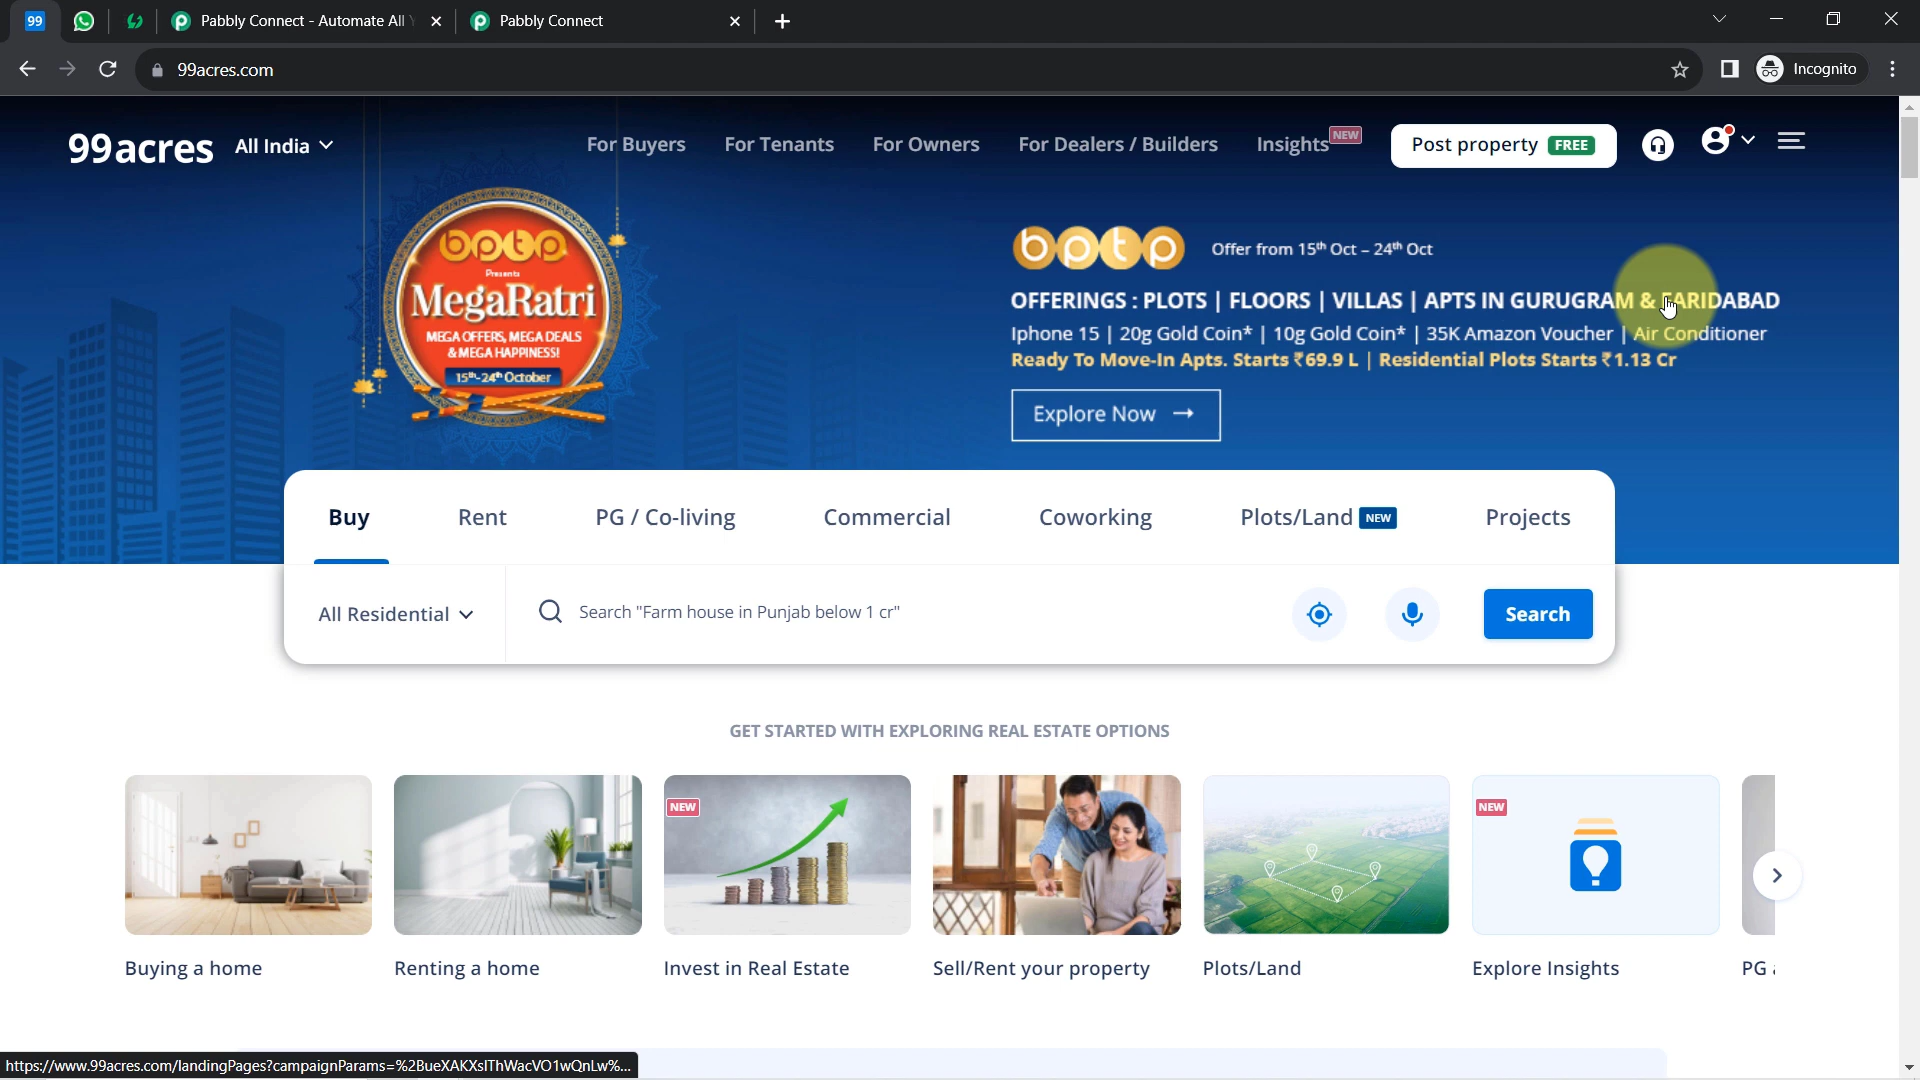 99
Pabbly Connect - Automate All
Pabbly Connect
99acres.com
Incognito
99acres
All India
For Buyers
For Tenants
For Owners
For Dealers / Builders
Insights
NEW
Post property FREE
bptp
Presents
MegaRatri
MEGA OFFERS, MEGA DEALS
& MEGA HAPPINESS!
15th-24th October
bptp
Offer from 15th Oct – 24th Oct
OFFERINGS : PLOTS | FLOORS | VILLAS | APTS IN GURUGRAM & FARIDABAD
Iphone 15 | 20g Gold Coin* | 10g Gold Coin* | 35K Amazon Voucher | Air Conditioner
Ready To Move-In Apts. Starts ₹69.9 L | Residential Plots Starts ₹1.13 Cr
Explore Now →
Buy
Rent
PG / Co-living
Commercial
Coworking
Plots/Land NEW
Projects
All Residential
Search "Farm house in Punjab below 1 cr"
Search
GET STARTED WITH EXPLORING REAL ESTATE OPTIONS
NEW
NEW
Buying a home
Renting a home
Invest in Real Estate
Sell/Rent your property
Plots/Land
Explore Insights
PG
https://www.99acres.com/landingPages?campaignParams=%2BueXAKXslThWacVO1wQnLw%...